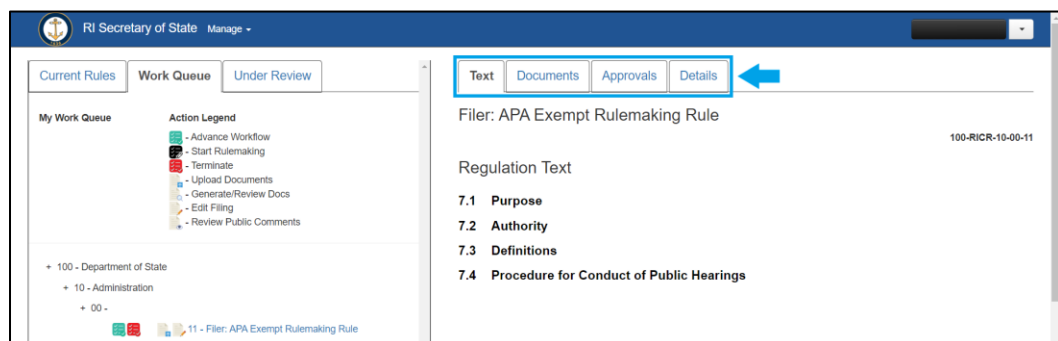 RI Secretary of State Manage
Current Rules Work Queue Under Review
My Work Queue Action Legend
- Advance Workflow
- Start Rulemaking
- Terminate
- Upload Documents
- Generate/Review Docs
- Edit Filing
- Review Public Comments
+ 100 - Department of State
+ 10 - Administration
+ 00 -
11 - Filer: APA Exempt Rulemaking Rule
Text Documents Approvals Details
Filer: APA Exempt Rulemaking Rule
100-RICR-10-00-11
Regulation Text
7.1 Purpose
7.2 Authority
7.3 Definitions
7.4 Procedure for Conduct of Public Hearings